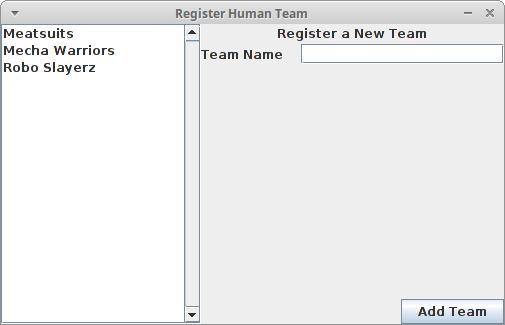 Register Human Team
Meatsuits
Mecha Warriors
Robo Slayerz
Register a New Team
Team Name
Add Team